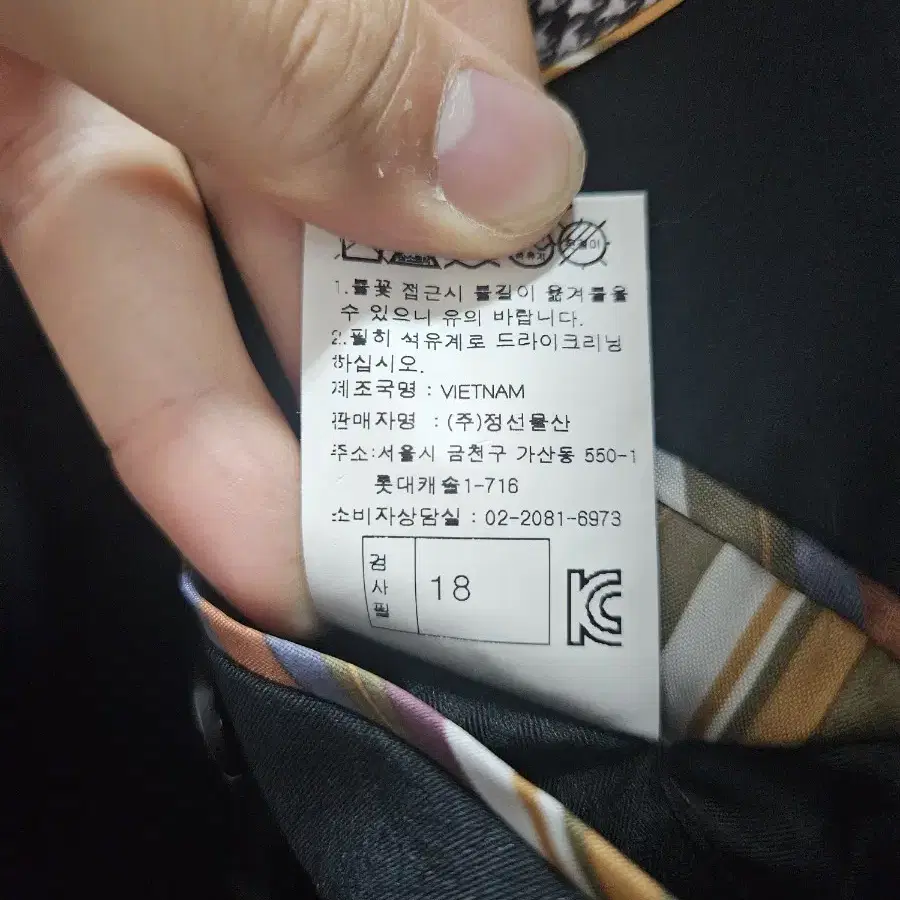 1.불꽃 접근시 불길이 옮겨붙을
수 있으니 유의 바랍니다.
2.필히 석유계로 드라이크리닝
하십시오.
제조국명 : VIETNAM
판매자명 : (주)정선물산
주소:서울시 금천구 가산동 550-1
롯대캐슬1-716
소비자상담실 : 02-2081-6973
검사필
18
KC